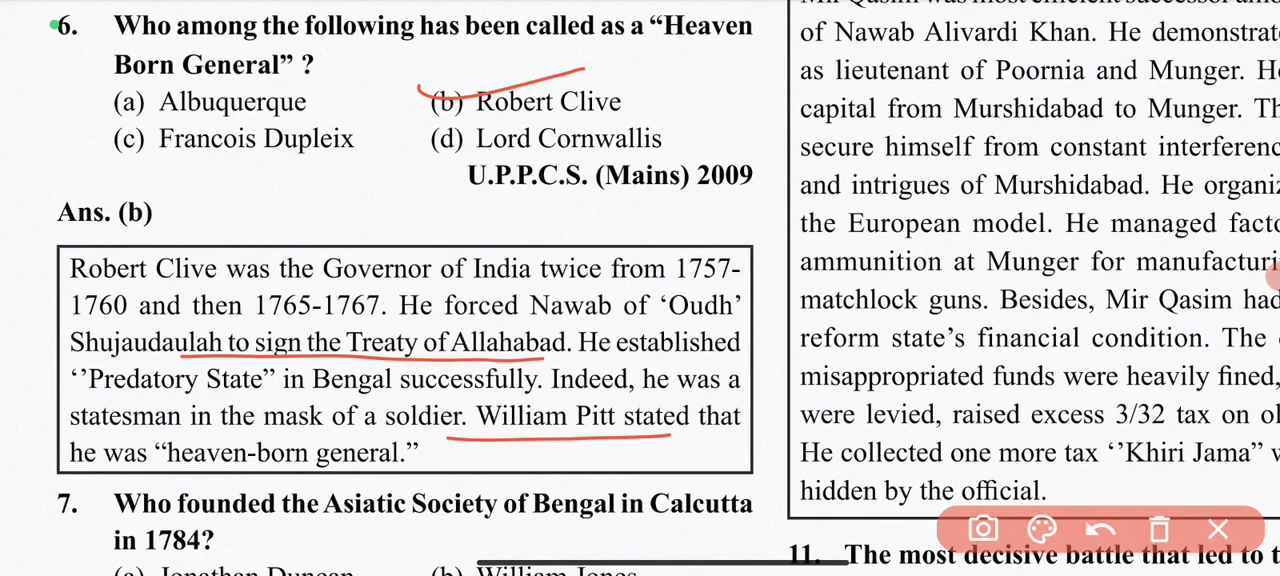 6. Who among the following has been called as a “Heaven
Born General” ?
(a) Albuquerque (b) Robert Clive
(c) Francois Dupleix (d) Lord Cornwallis
U.P.P.C.S. (Mains) 2009
Ans. (b)
Robert Clive was the Governor of India twice from 1757-
1760 and then 1765-1767. He forced Nawab of ‘Oudh’
Shujaudaulah to sign the Treaty of Allahabad. He established
‘’Predatory State” in Bengal successfully. Indeed, he was a
statesman in the mask of a soldier. William Pitt stated that
he was “heaven-born general.”
7. Who founded the Asiatic Society of Bengal in Calcutta
in 1784?
(a) Jonathan Duncan (b) William Jones
of Nawab Alivardi Khan. He demonstrat
as lieutenant of Poornia and Munger. H
capital from Murshidabad to Munger. Th
secure himself from constant interferenc
and intrigues of Murshidabad. He organiz
the European model. He managed facto
ammunition at Munger for manufacturi
matchlock guns. Besides, Mir Qasim had
reform state’s financial condition. The
misappropriated funds were heavily fined,
were levied, raised excess 3/32 tax on ol
He collected one more tax ‘’Khiri Jama” w
hidden by the official.
11. The most decisive battle that led to t